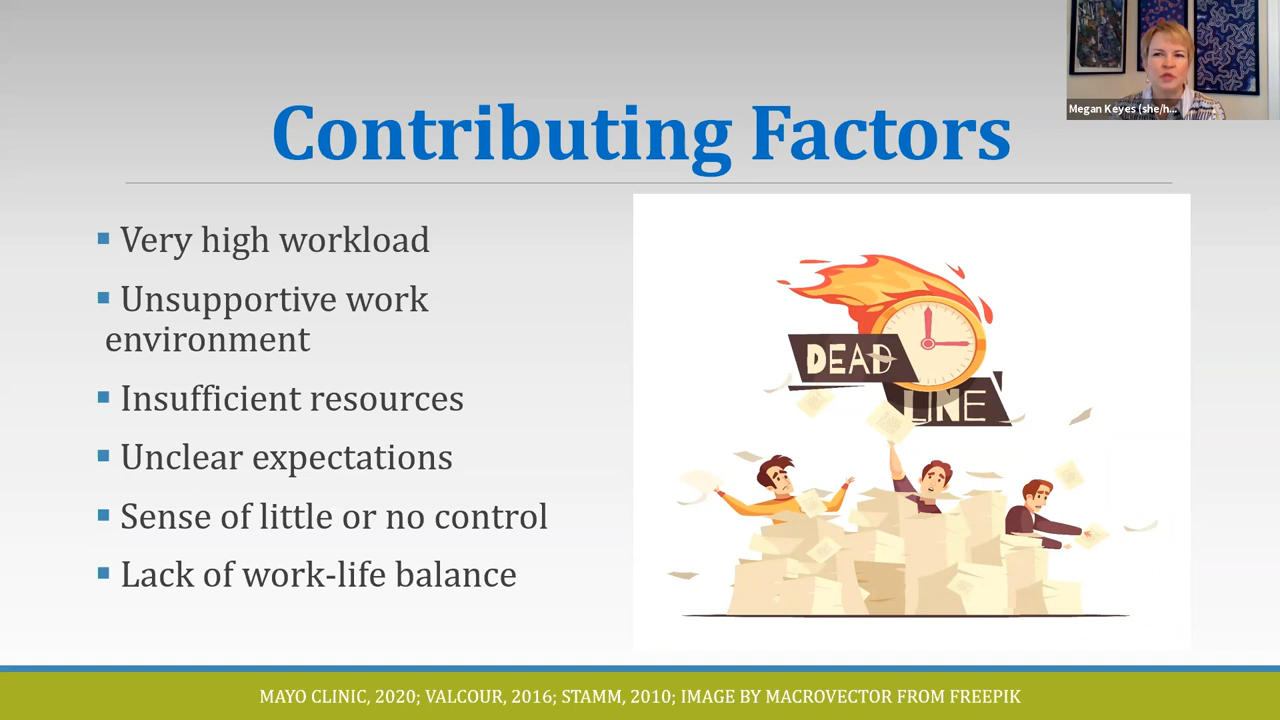 Megan Keyes (she/h...
Contributing Factors
▪ Very high workload
▪ Unsupportive work
environment
▪ Insufficient resources
▪ Unclear expectations
▪ Sense of little or no control
▪ Lack of work-life balance
DEAD
LINE
MAYO CLINIC, 2020; VALCOUR, 2016; STAMM, 2010; IMAGE BY MACROVECTOR FROM FREEPIK